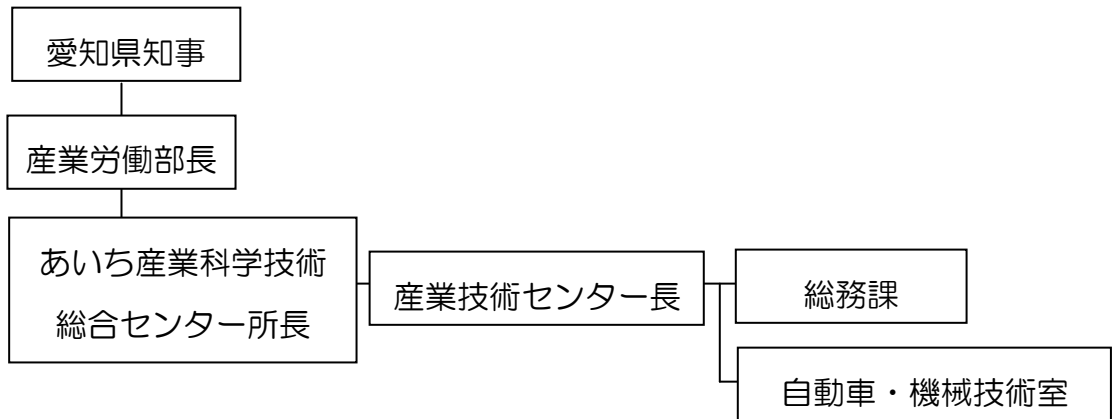 愛知県知事
産業労働部長
あいち産業科学技術
総合センター所長
産業技術センター長
総務課
自動車・機械技術室